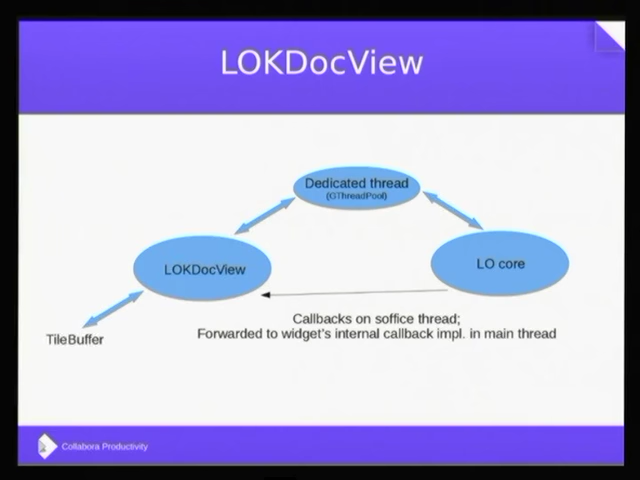 LOKDocView
Dedicated thread
(GThreadPool)
LOKDocView
LO core
Callbacks on soffice thread;
Forwarded to widget's internal callback impl. in main thread
TileBuffer
Collabora Productivity